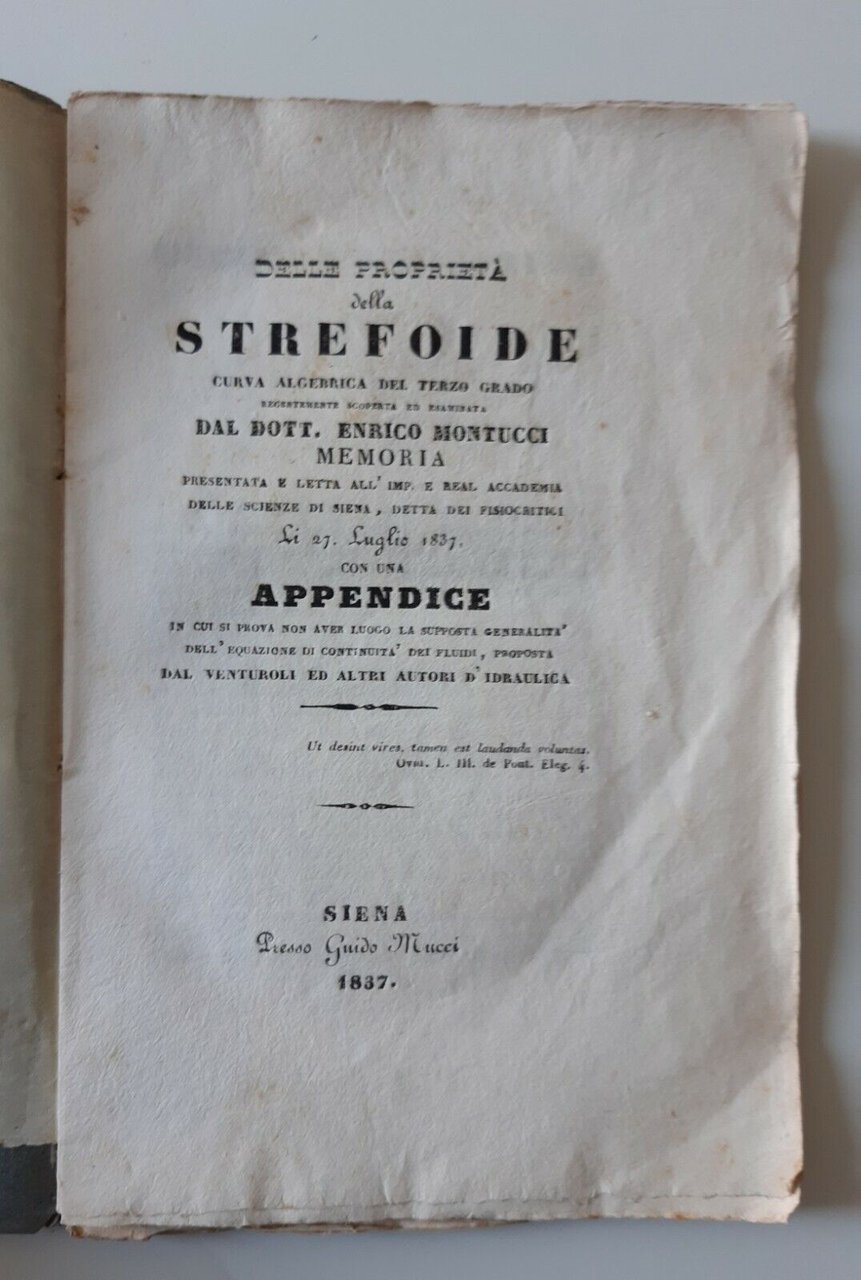 DELLE PROPRIETÀ
della
STREFOIDE
CURVA ALGEBRICA DEL TERZO GRADO
RECENTEMENTE SCOPERTA ED ESAMINATA
DAL DOTT. ENRICO MONTUCCI
MEMORIA
PRESENTATA E LETTA ALL' IMP. E REAL ACCADEMIA
DELLE SCIENZE DI SIENA, DETTA DEI FISIOCRITICI
Li 27. Luglio 1837.
CON UNA
APPENDICE
IN CUI SI PROVA NON AVER LUOGO LA SUPPOSTA GENERALITA'
DELL' EQUAZIONE DI CONTINUITA' DEI FLUIDI, PROPOSTA
DAL VENTUROLI ED ALTRI AUTORI D' IDRAULICA
Ut desint vires, tamen est laudanda voluntas.
Ovid. L. III. de Pont. Eleg. 4.
SIENA
Presso Guido Mucci
1837.